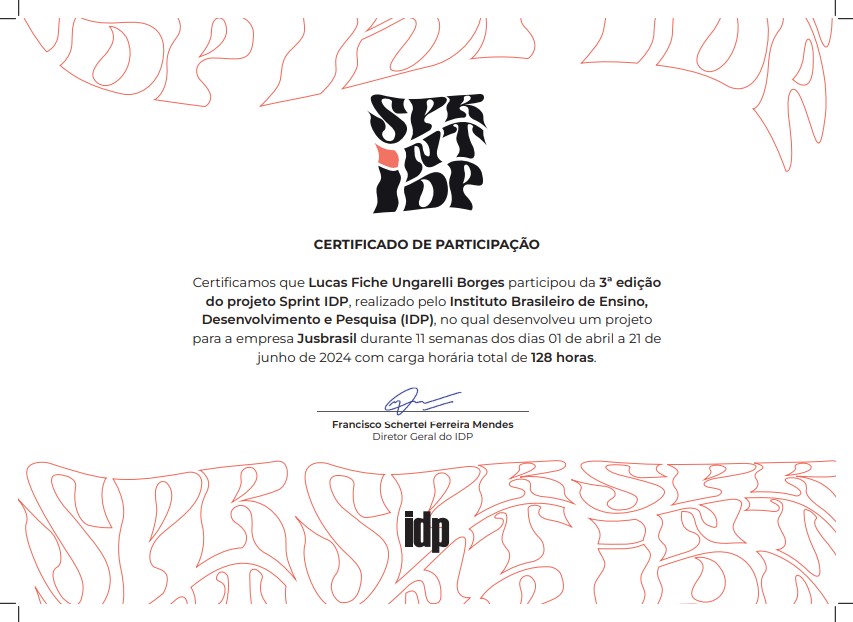 SPR
iNT
IDP
CERTIFICADO DE PARTICIPAÇÃO
Certificamos que Lucas Fiche Ungarelli Borges participou da 3ª edição
do projeto Sprint IDP, realizado pelo Instituto Brasileiro de Ensino,
Desenvolvimento e Pesquisa (IDP), no qual desenvolveu um projeto
para a empresa Jusbrasil durante 11 semanas dos dias 01 de abril a 21 de
junho de 2024 com carga horária total de 128 horas.
Francisco Schertel Ferreira Mendes
Diretor Geral do IDP
idp